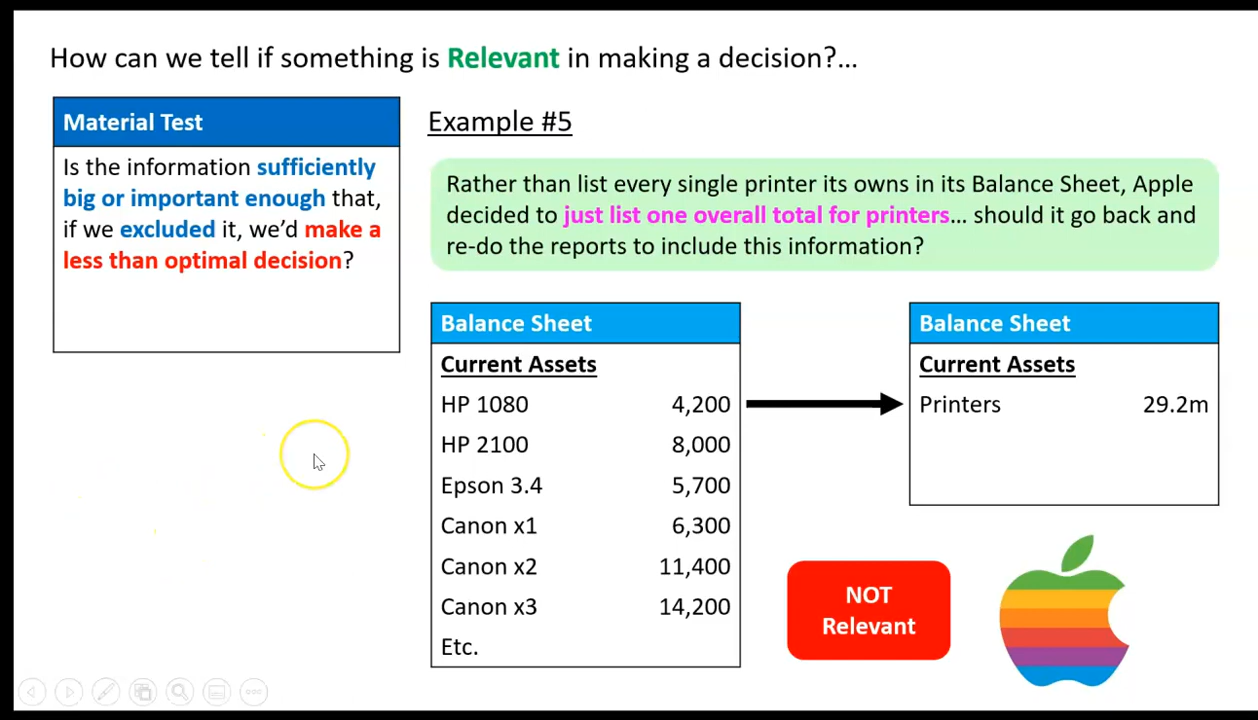 How can we tell if something is Relevant in making a decision?...
Material Test
Is the information sufficiently
big or important enough that,
if we excluded it, we'd make a
less than optimal decision?
Example #5
Rather than list every single printer its owns in its Balance Sheet, Apple
decided to just list one overall total for printers... should it go back and
re-do the reports to include this information?
Balance Sheet
Current Assets
HP 1080 4,200
HP 2100 8,000
Epson 3.4 5,700
Canon x1 6,300
Canon x2 11,400
Canon x3 14,200
Etc.
Balance Sheet
Current Assets
Printers 29.2m
NOT
Relevant